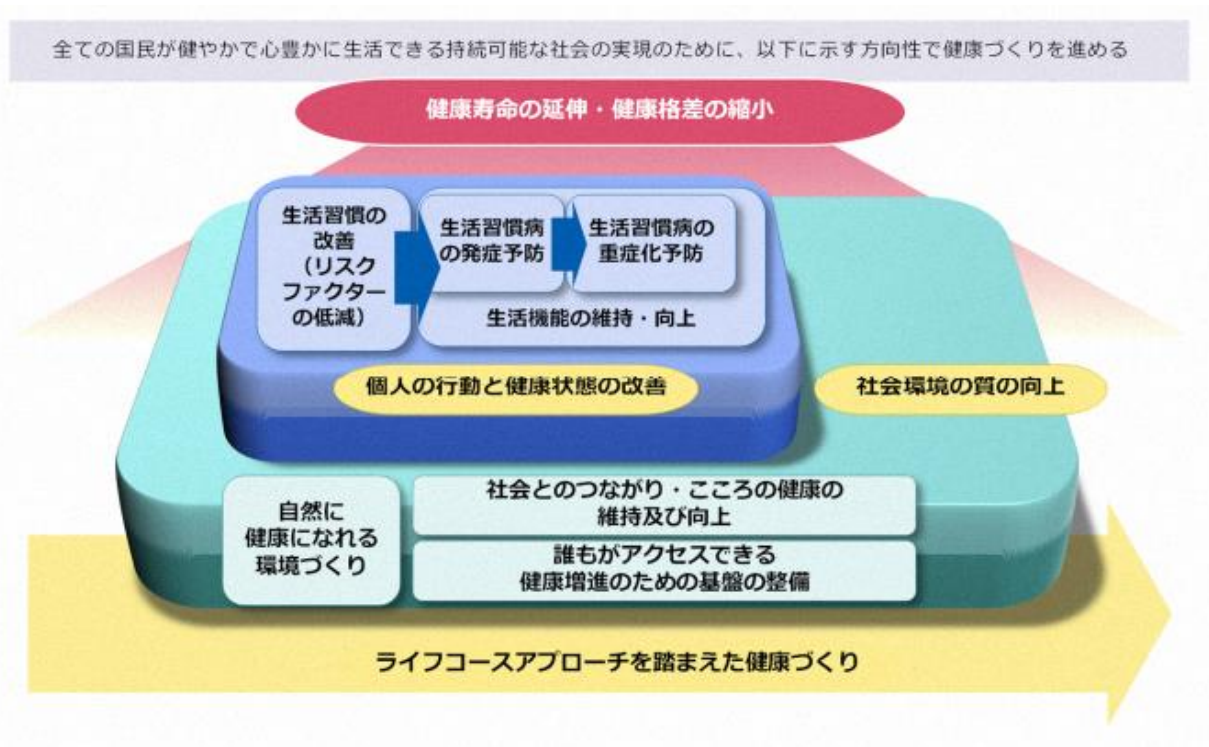 全ての国民が健やかで心豊かに生活できる持続可能な社会の実現のために、以下に示す方向性で健康づくりを進める
健康寿命の延伸・健康格差の縮小
生活習慣の
改善
（リスク
ファクター
の低減）
生活習慣病
の発症予防
生活習慣病の
重症化予防
生活機能の維持・向上
個人の行動と健康状態の改善
社会環境の質の向上
自然に
健康になれる
環境づくり
社会とのつながり・こころの健康の
維持及び向上
誰もがアクセスできる
健康増進のための基盤の整備
ライフコースアプローチを踏まえた健康づくり